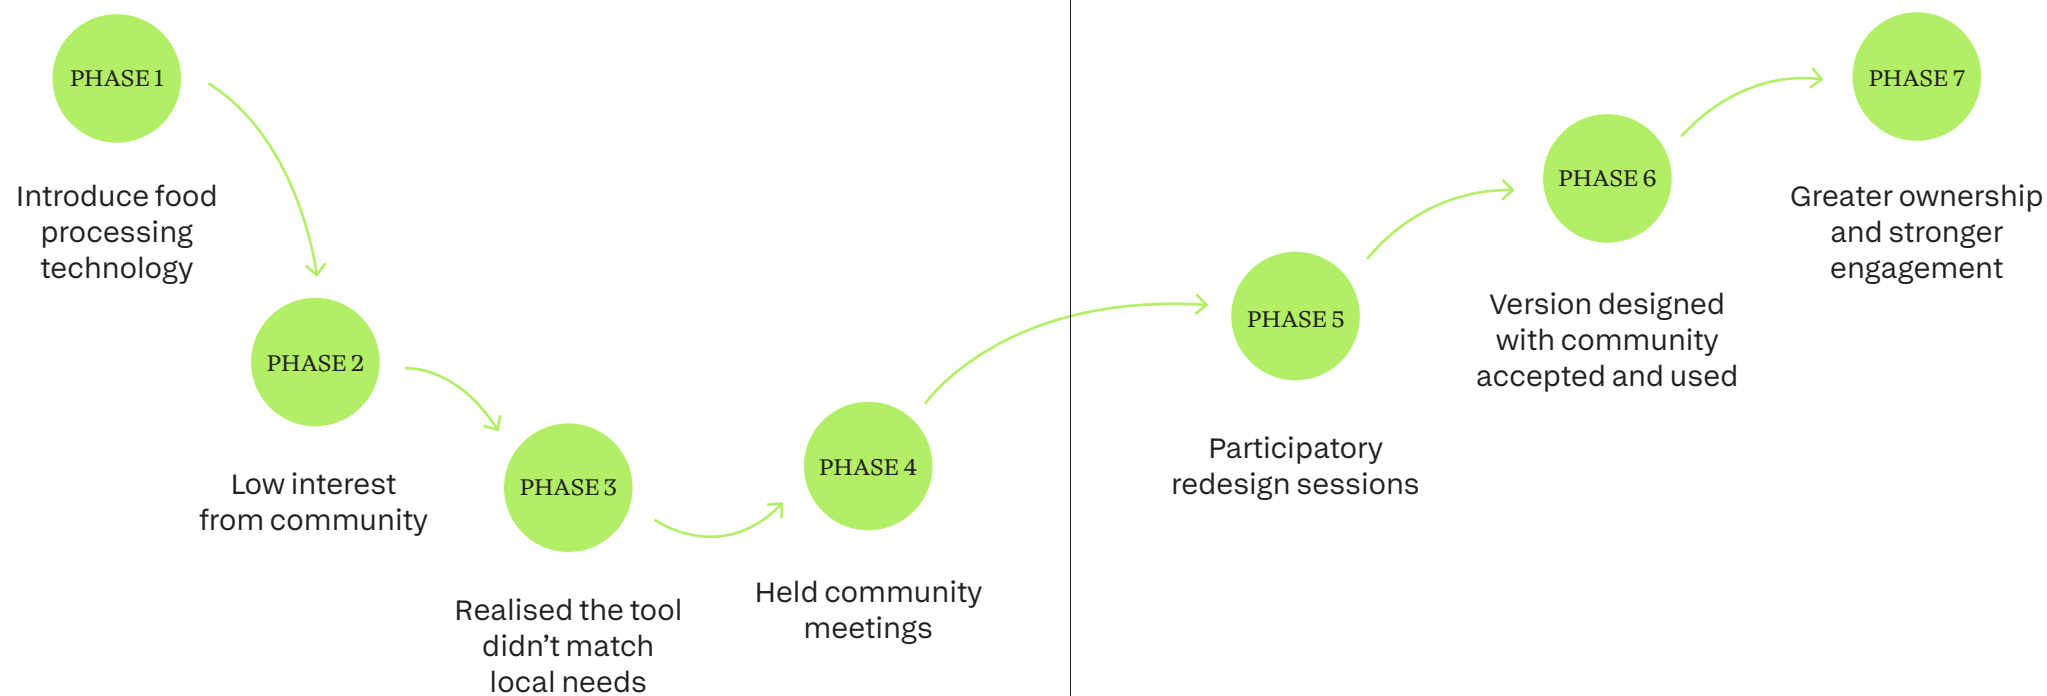 PHASE 1
Introduce food
processing
technology
PHASE 2
Low interest
from community
PHASE 3
Realised the tool
didn’t match
local needs
PHASE 4
Held community
meetings
PHASE 5
Participatory
redesign sessions
PHASE 6
Version designed
with community
accepted and used
PHASE 7
Greater ownership
and stronger
engagement